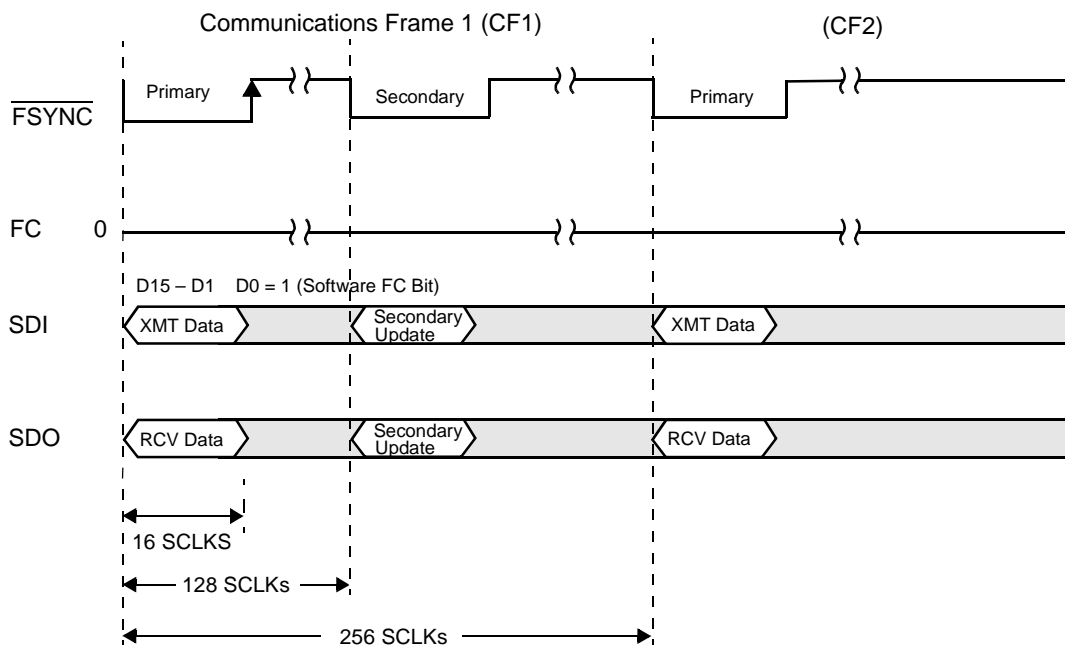 Communications Frame 1 (CF1)
(CF2)
FSYNC
Primary
Secondary
Primary
FC 0
D15 – D1 D0 = 1 (Software FC Bit)
SDI
XMT Data
Secondary
Update
XMT Data
SDO
RCV Data
Secondary
Update
RCV Data
16 SCLKS
128 SCLKs
256 SCLKs